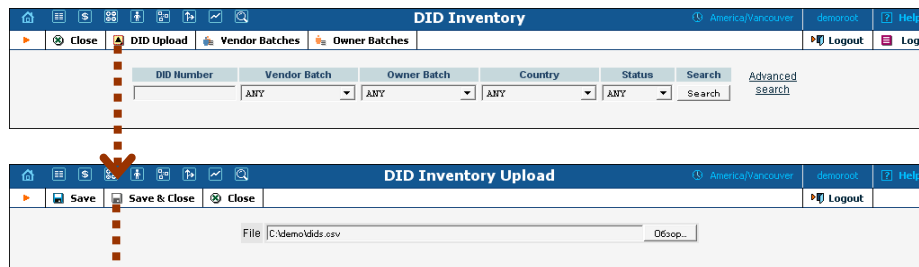 DID Inventory America/Vancouver demoroot ? Help
Close DID Upload Vendor Batches Owner Batches Logout Log
DID Number Vendor Batch Owner Batch Country Status Search Advanced search
ANY ANY ANY ANY Search
DID Inventory Upload America/Vancouver demoroot ? Help
Save Save & Close Close Logout
File C:\demo\dids.csv Обзор...